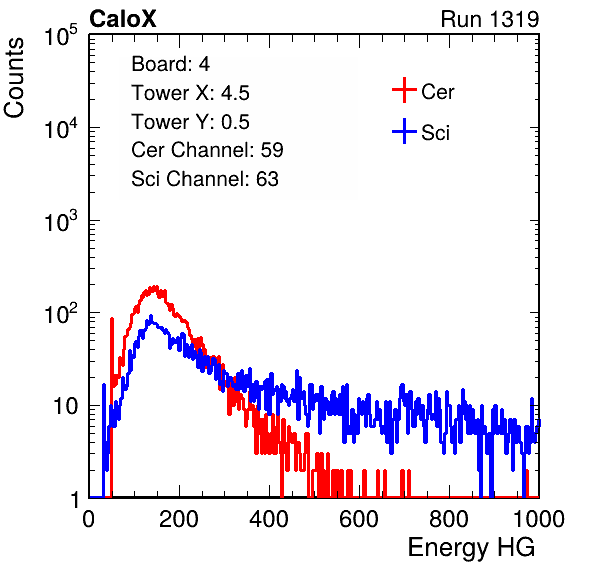 CaloX Run 1319
Counts
10^5
10^4
10^3
10^2
10
1
Board: 4
Tower X: 4.5
Tower Y: 0.5
Cer Channel: 59
Sci Channel: 63
Cer
Sci
0 200 400 600 800 1000
Energy HG